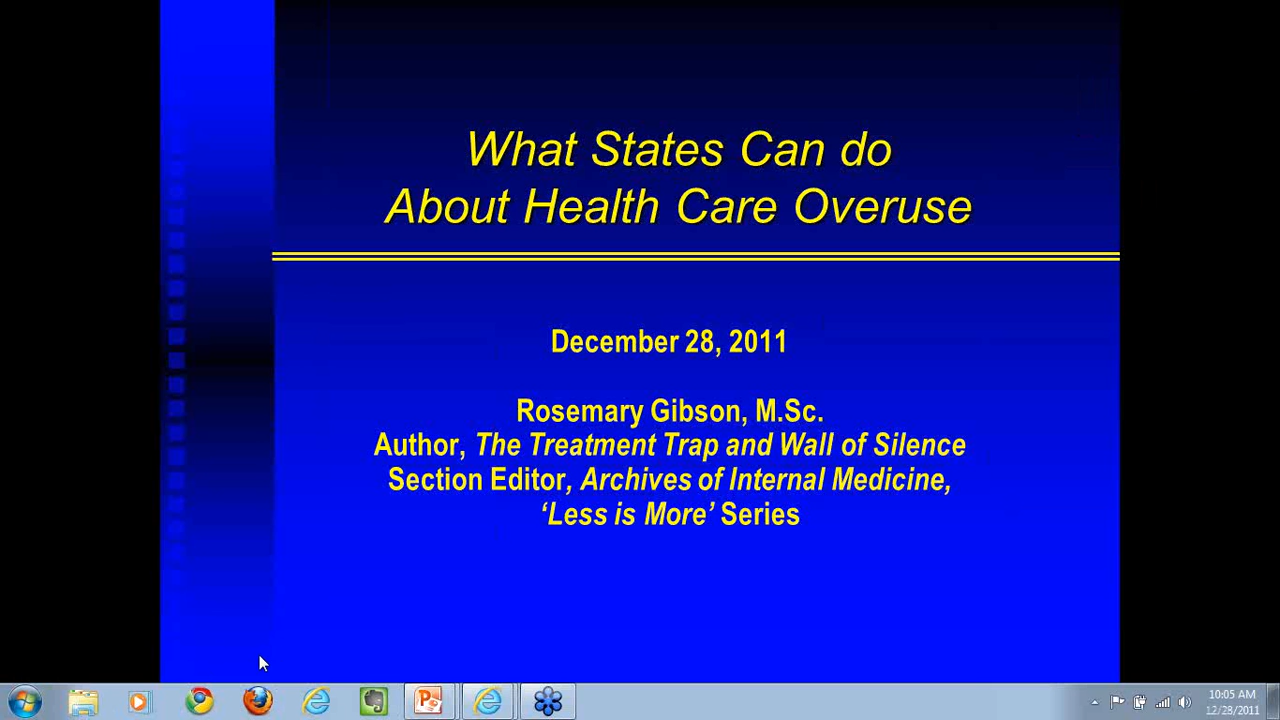 What States Can do
About Health Care Overuse
December 28, 2011
Rosemary Gibson, M.Sc.
Author, The Treatment Trap and Wall of Silence
Section Editor, Archives of Internal Medicine,
‘Less is More’ Series
10:05 AM
12/28/2011